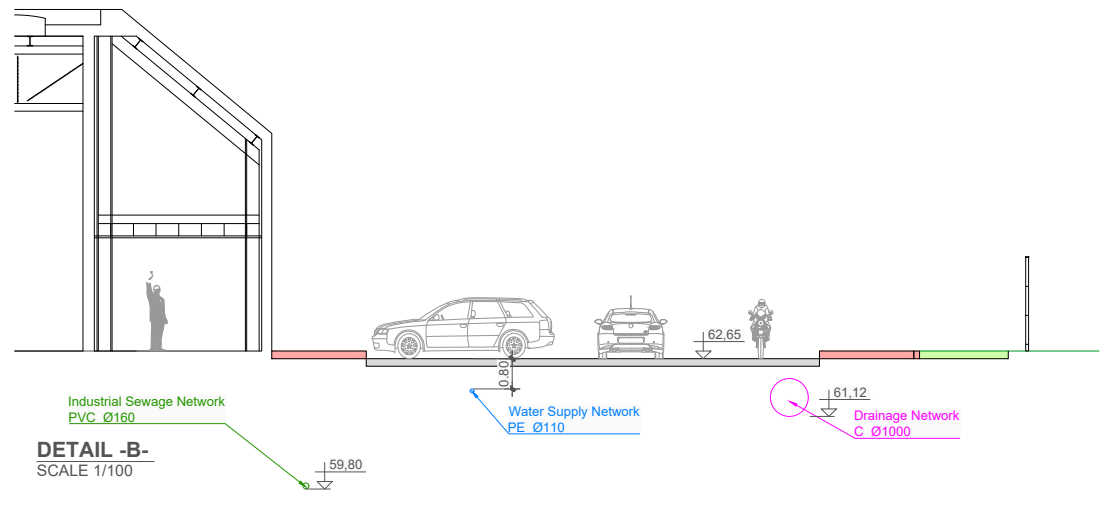 62,65
0.80
Industrial Sewage Network
PVC Ø160
Water Supply Network
PE Ø110
61,12
Drainage Network
C Ø1000
DETAIL -B-
SCALE 1/100
59,80